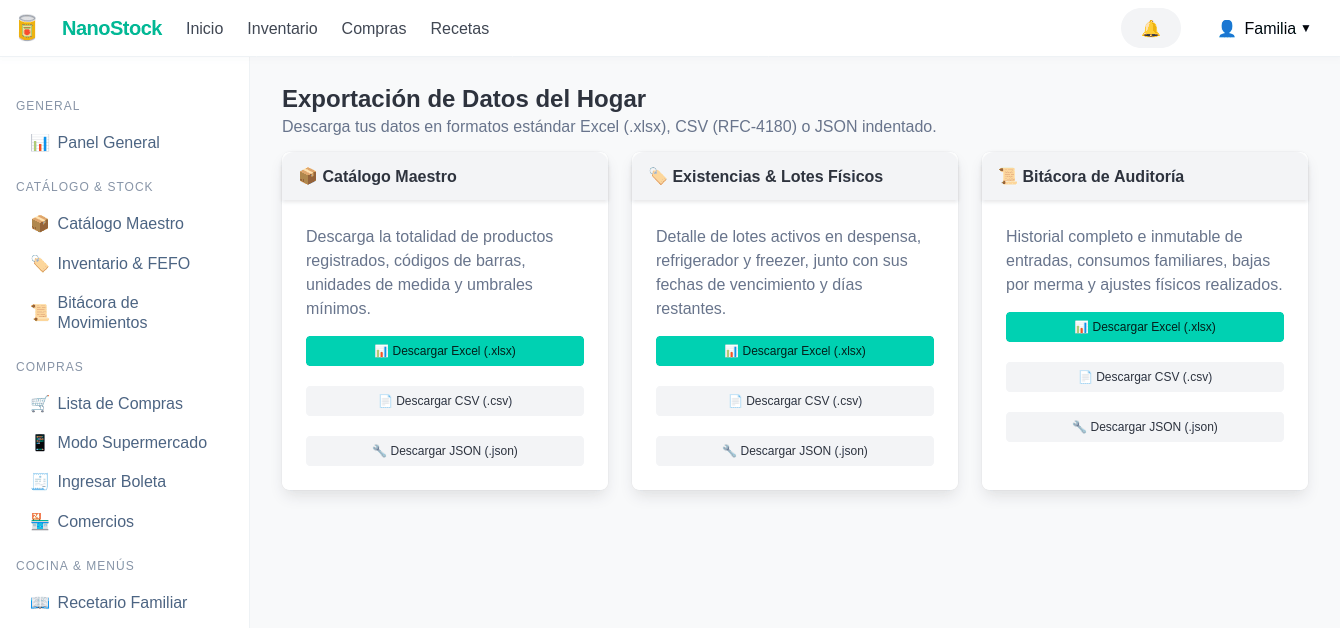 NanoStock Inicio Inventario Compras Recetas Familia ▼
GENERAL
Panel General
CATÁLOGO & STOCK
Catálogo Maestro
Inventario & FEFO
Bitácora de
Movimientos
COMPRAS
Lista de Compras
Modo Supermercado
Ingresar Boleta
Comercios
COCINA & MENÚS
Recetario Familiar
Exportación de Datos del Hogar
Descarga tus datos en formatos estándar Excel (.xlsx), CSV (RFC-4180) o JSON indentado.
Catálogo Maestro
Descarga la totalidad de productos
registrados, códigos de barras,
unidades de medida y umbrales
mínimos.
Descargar Excel (.xlsx)
Descargar CSV (.csv)
Descargar JSON (.json)
Existencias & Lotes Físicos
Detalle de lotes activos en despensa,
refrigerador y freezer, junto con sus
fechas de vencimiento y días
restantes.
Descargar Excel (.xlsx)
Descargar CSV (.csv)
Descargar JSON (.json)
Bitácora de Auditoría
Historial completo e inmutable de
entradas, consumos familiares, bajas
por merma y ajustes físicos realizados.
Descargar Excel (.xlsx)
Descargar CSV (.csv)
Descargar JSON (.json)